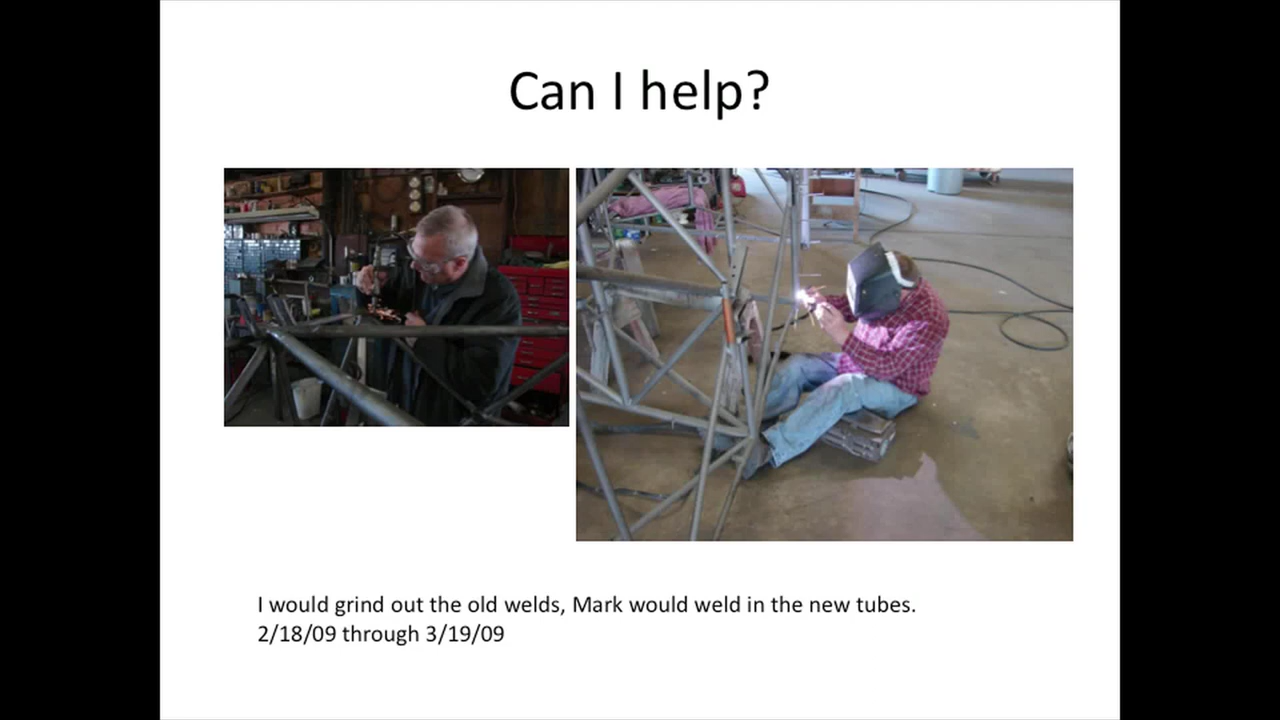 Can I help?
I would grind out the old welds, Mark would weld in the new tubes.
2/18/09 through 3/19/09